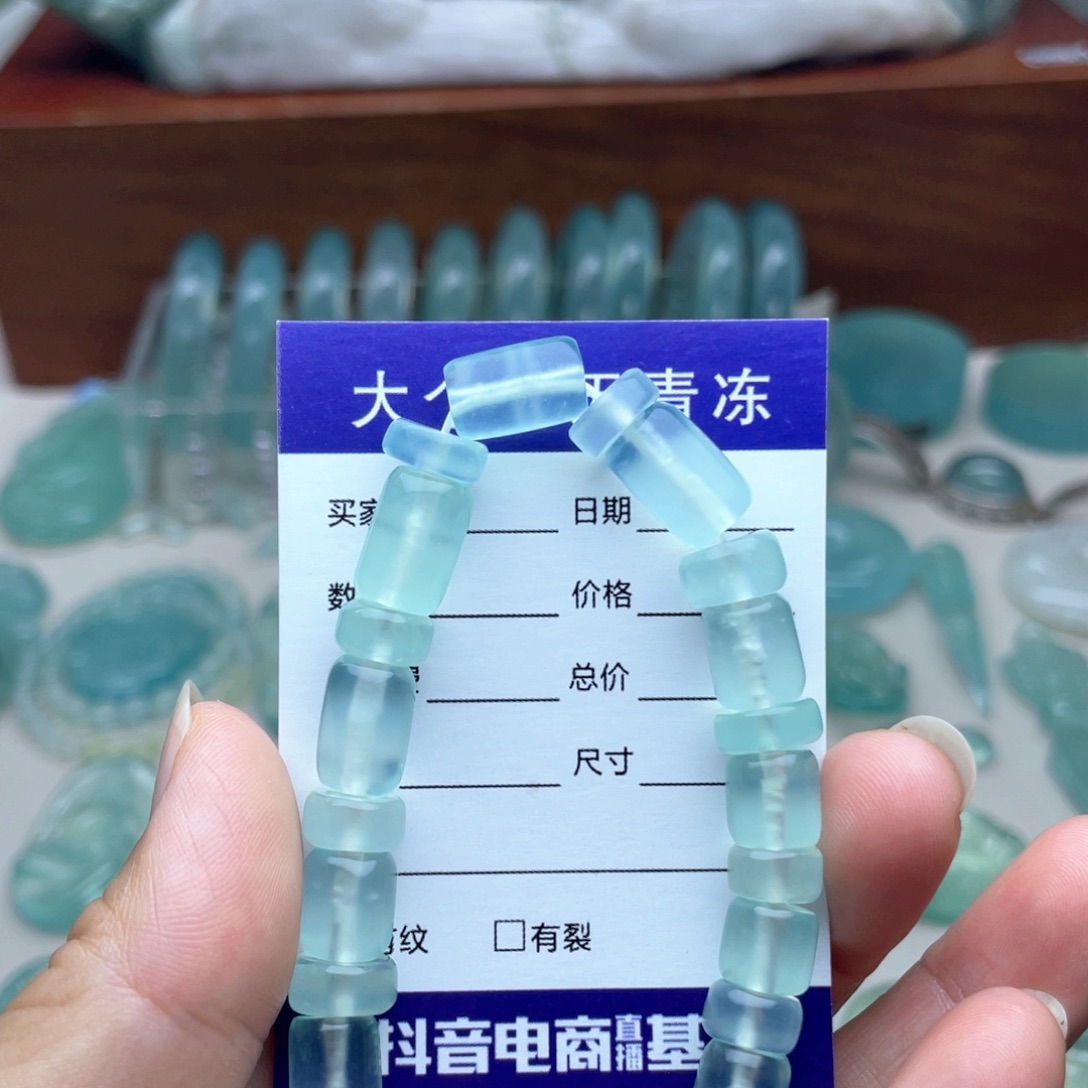 大 青冻
买家 日期
数 价格
总价
尺寸
纹 □有裂
抖音电商直播基